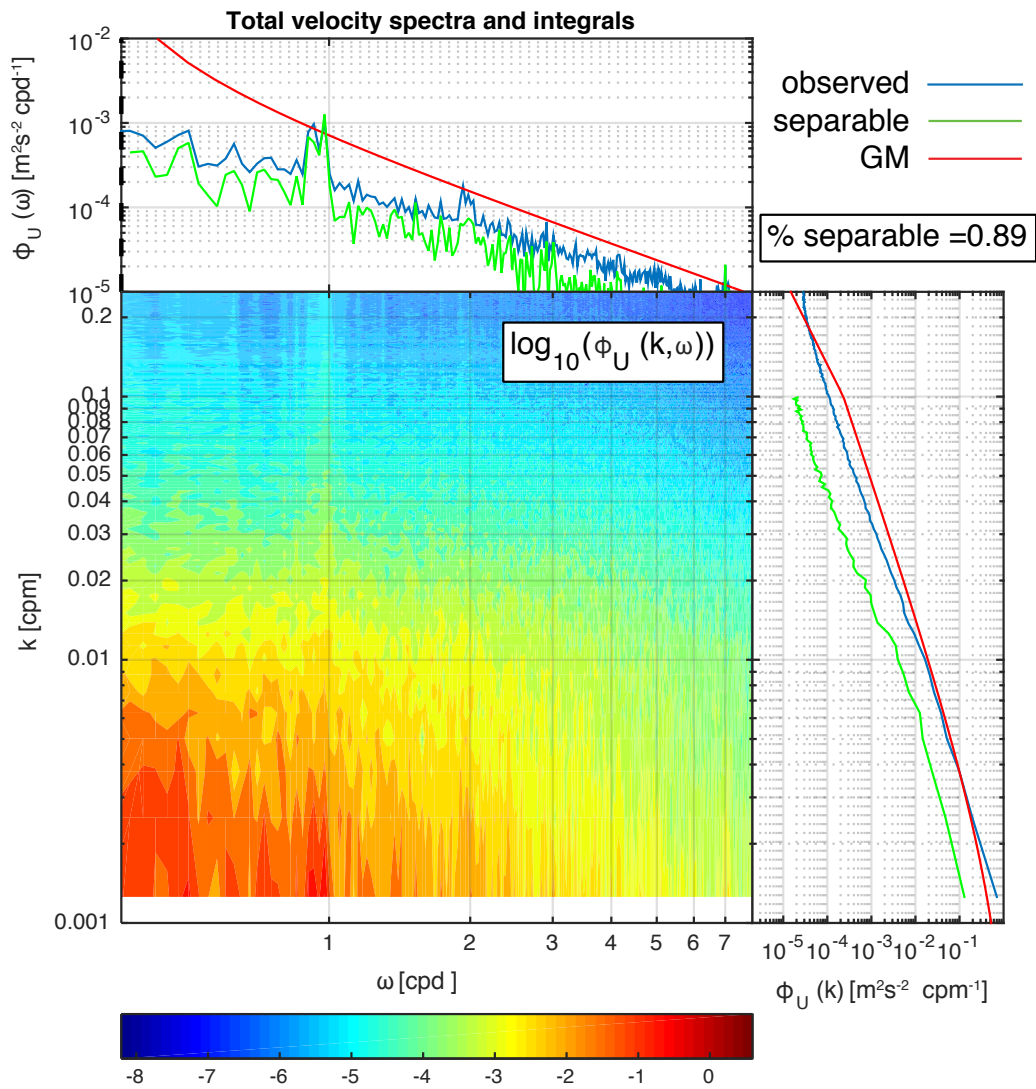 Total velocity spectra and integrals
ϕ_U (ω) [m²s⁻² cpd⁻¹]
10⁻²
10⁻³
10⁻⁴
10⁻⁵
observed
separable
GM
% separable =0.89
log₁₀(ϕ_U (k,ω))
k [cpm]
0.2
0.1
0.09
0.08
0.07
0.06
0.05
0.04
0.03
0.02
0.01
0.001
1 2 3 4 5 6 7
ω [cpd ]
10⁻⁵ 10⁻⁴ 10⁻³ 10⁻² 10⁻¹
ϕ_U (k) [m²s⁻² cpm⁻¹]
-8 -7 -6 -5 -4 -3 -2 -1 0